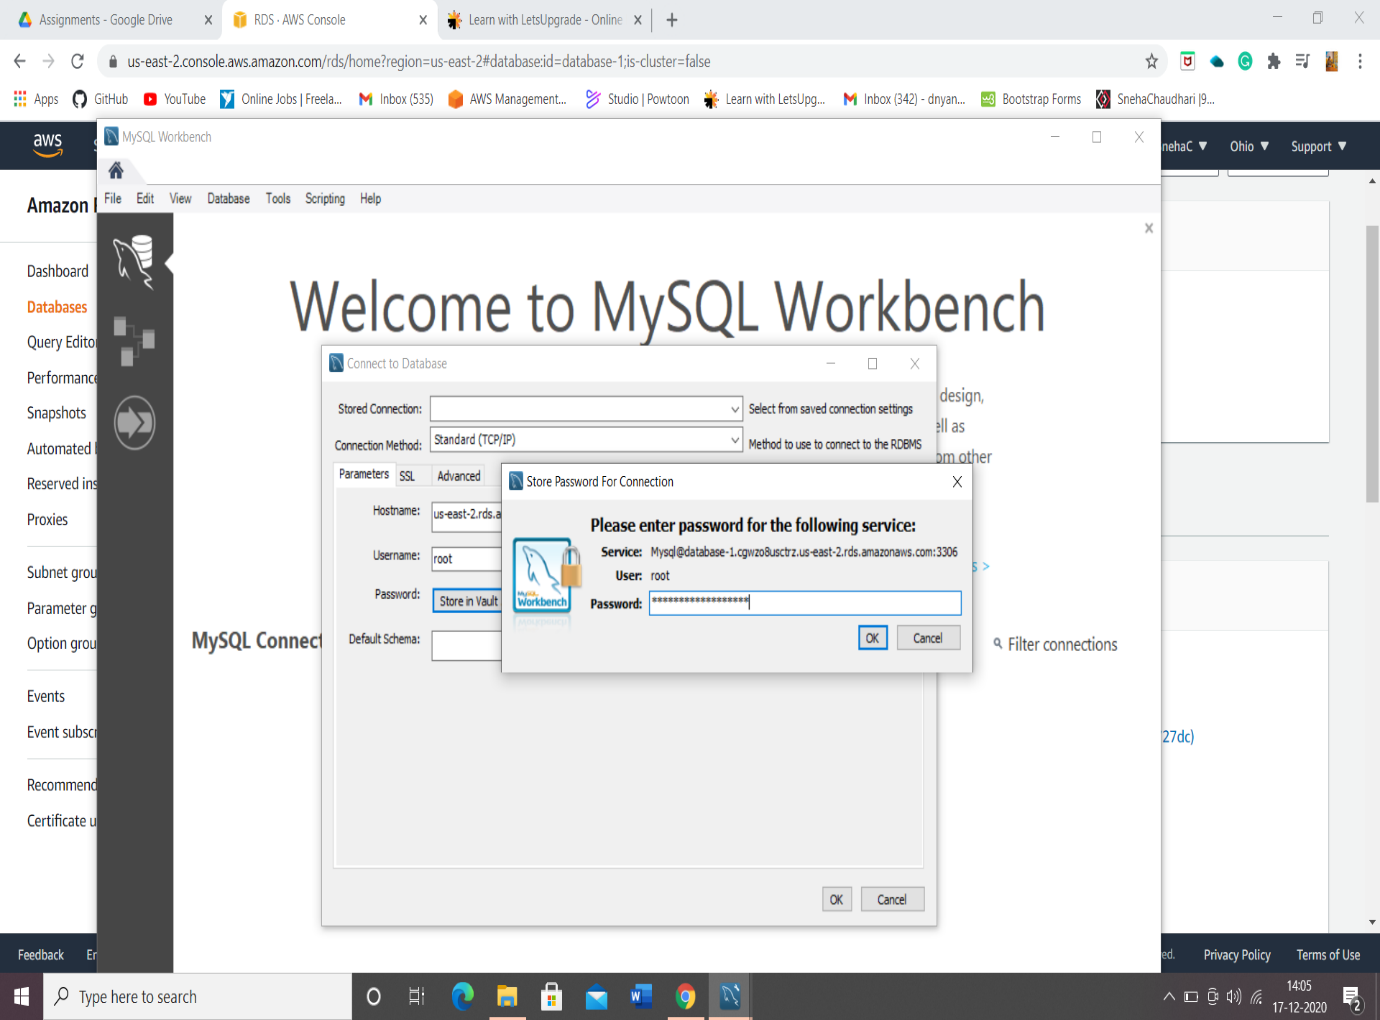 Assignments - Google Drive
RDS · AWS Console
Learn with LetsUpgrade - Online
us-east-2.console.aws.amazon.com/rds/home?region=us-east-2#database:id=database-1;is-cluster=false
Apps
GitHub
YouTube
Online Jobs | Freela...
Inbox (535)
AWS Management...
Studio | Powtoon
Learn with LetsUpg...
Inbox (342) - dnyan...
Bootstrap Forms
SnehaChaudhari |9...
aws
MySQL Workbench
nehaC
Ohio
Support
File Edit View Database Tools Scripting Help
Amazon
Dashboard
Databases
Query Edito
Performance
Snapshots
Automated
Reserved ins
Proxies
Subnet grou
Parameter g
Option grou
Events
Event subsc
Recommend
Certificate u
Welcome to MySQL Workbench
design,
ell as
om other
s >
MySQL Connect
Filter connections
27dc)
Connect to Database
Stored Connection:
Select from saved connection settings
Connection Method:
Standard (TCP/IP)
Method to use to connect to the RDBMS
Parameters
SSL
Advanced
Hostname:
us-east-2.rds.a
Username:
root
Password:
Store in Vault
Default Schema:
OK
Cancel
Store Password For Connection
Please enter password for the following service:
Service: Mysql@database-1.cgwzo8usctrz.us-east-2.rds.amazonaws.com:3306
User: root
Password: *******************
OK
Cancel
MySQL
Workbench
Feedback
En
ed.
Privacy Policy
Terms of Use
Type here to search
14:05
17-12-2020
2